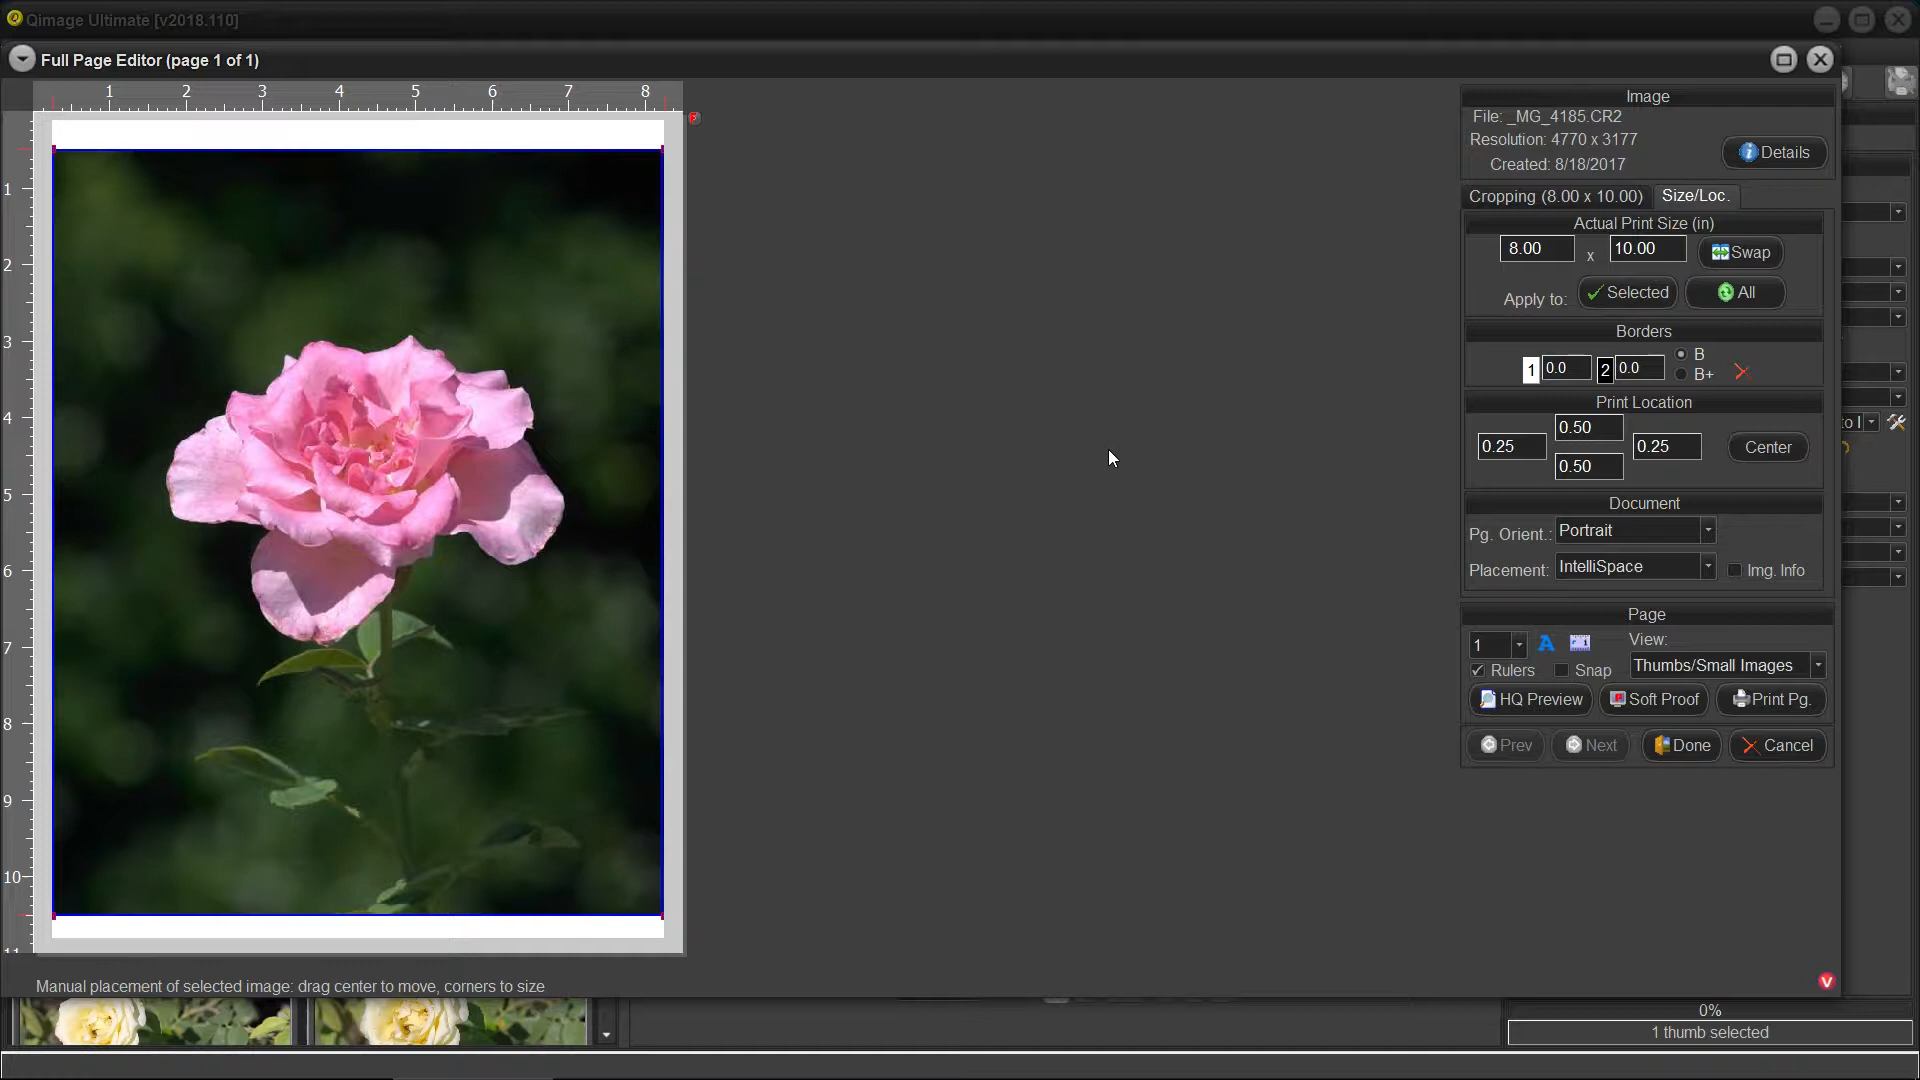 Qimage Ultimate [v2018.110]
Full Page Editor (page 1 of 1)
1 2 3 4 5 6 7 8
1
2
3
4
5
6
7
8
9
10
Image
File: _MG_4185.CR2
Resolution: 4770 x 3177
Created: 8/18/2017
Details
Cropping (8.00 x 10.00) Size/Loc.
Actual Print Size (in)
8.00 x 10.00 Swap
Apply to: Selected All
Borders
1 0.0 2 0.0 B
B+
Print Location
0.50
0.25 0.25 Center
0.50
Document
Pg. Orient.: Portrait
Placement: IntelliSpace Img. Info
Page
1 A View:
Rulers Snap Thumbs/Small Images
HQ Preview Soft Proof Print Pg.
Prev Next Done Cancel
to
Manual placement of selected image: drag center to move, corners to size
V
0%
1 thumb selected